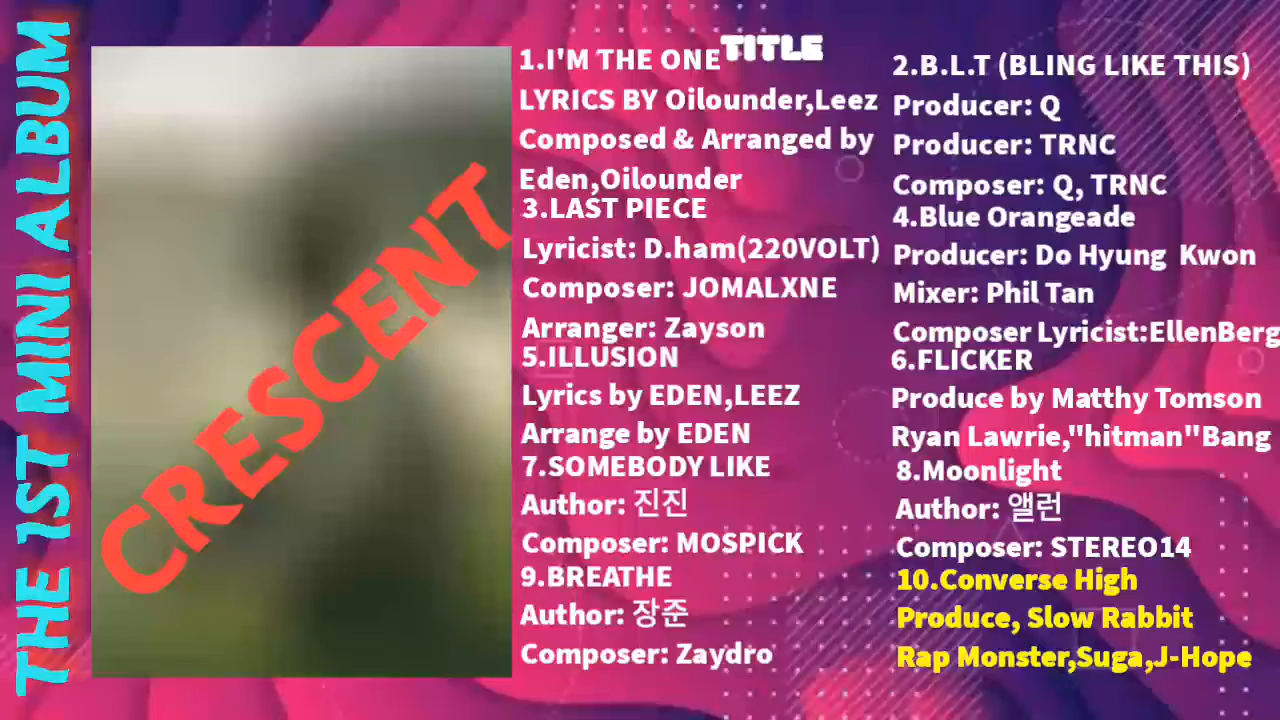 THE 1ST MINI ALBUM
CRESCENT
1.I'M THE ONE TITLE
LYRICS BY Oilounder,Leez
Composed & Arranged by
Eden,Oilounder
2.B.L.T (BLING LIKE THIS)
Producer: Q
Producer: TRNC
Composer: Q, TRNC
3.LAST PIECE
Lyricist: D.ham(220VOLT)
Composer: JOMALXNE
Arranger: Zayson
4.Blue Orangeade
Producer: Do Hyung Kwon
Mixer: Phil Tan
Composer Lyricist:EllenBerg
5.ILLUSION
Lyrics by EDEN,LEEZ
Arrange by EDEN
6.FLICKER
Produce by Matthy Tomson
Ryan Lawrie,"hitman"Bang
7.SOMEBODY LIKE
Author: 진진
Composer: MOSPICK
8.Moonlight
Author: 앨런
Composer: STEREO14
9.BREATHE
Author: 장준
Composer: Zaydro
10.Converse High
Produce, Slow Rabbit
Rap Monster,Suga,J-Hope